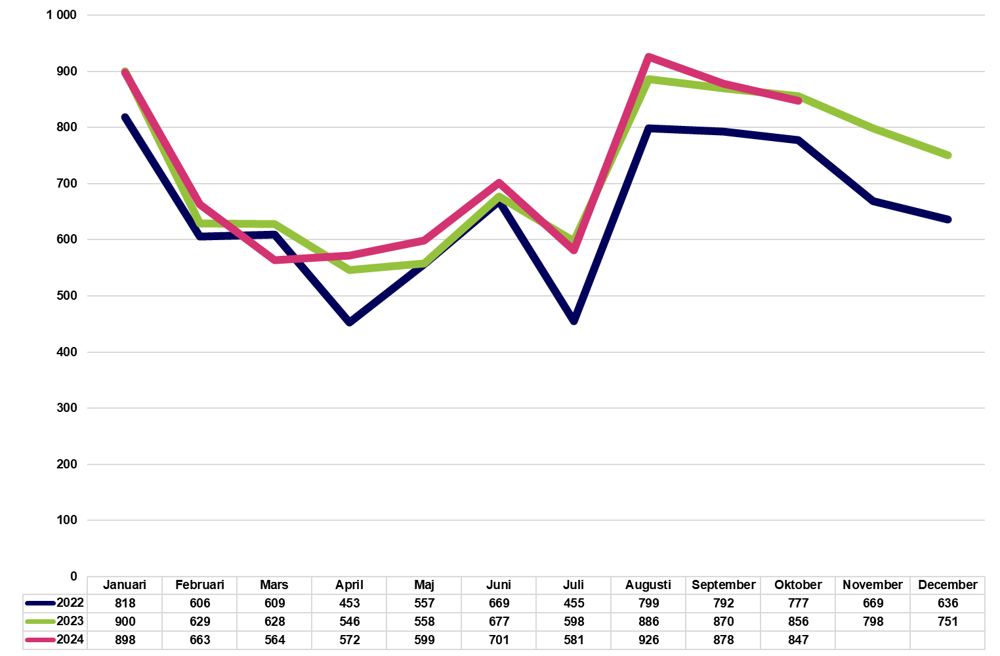 1 000
900
800
700
600
500
400
300
200
100
0
Januari Februari Mars April Maj Juni Juli Augusti September Oktober November December
2022 818 606 609 453 557 669 455 799 792 777 669 636
2023 900 629 628 546 558 677 598 886 870 856 798 751
2024 898 663 564 572 599 701 581 926 878 847